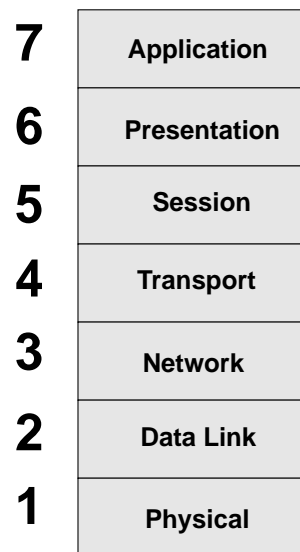 7 Application
6 Presentation
5 Session
4 Transport
3 Network
2 Data Link
1 Physical